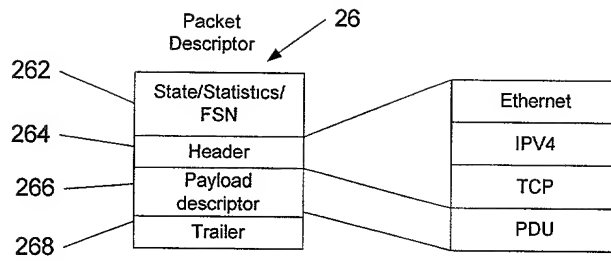 Packet
Descriptor
26
262
State/Statistics/
FSN
264
Header
266
Payload
descriptor
268
Trailer
Ethernet
IPV4
TCP
PDU